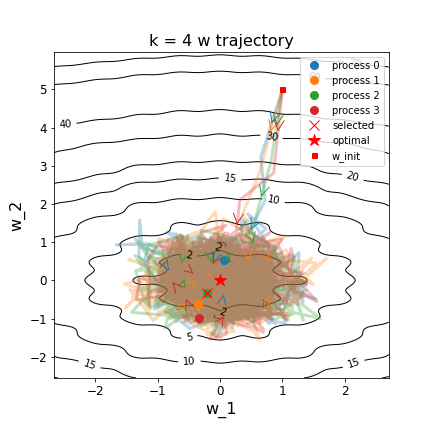 k = 4 w trajectory
process 0
process 1
process 2
process 3
selected
optimal
w_init
40
30
20
15
10
2
2
2
5
10
15
15
5
4
3
2
1
0
−1
−2
w_2
−2
−1
0
1
2
w_1